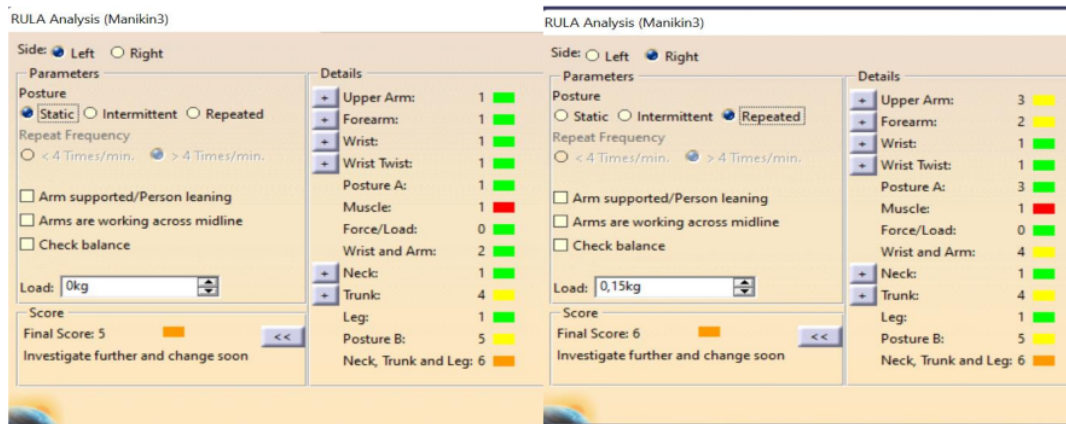 RULA Analysis (Manikin3)
Side: Left Right
Parameters
Posture
Static Intermittent Repeated
Repeat Frequency
< 4 Times/min. > 4 Times/min.
Arm supported/Person leaning
Arms are working across midline
Check balance
Load: 0kg
Score
Final Score: 5
<<
Investigate further and change soon
Details
+ Upper Arm: 1
+ Forearm: 1
+ Wrist: 1
+ Wrist Twist: 1
Posture A: 1
Muscle: 1
Force/Load: 0
Wrist and Arm: 2
+ Neck: 1
+ Trunk: 4
Leg: 1
Posture B: 5
Neck, Trunk and Leg: 6
RULA Analysis (Manikin3)
Side: Left Right
Parameters
Posture
Static Intermittent Repeated
Repeat Frequency
< 4 Times/min. > 4 Times/min.
Arm supported/Person leaning
Arms are working across midline
Check balance
Load: 0,15kg
Score
Final Score: 6
<<
Investigate further and change soon
Details
+ Upper Arm: 3
+ Forearm: 2
+ Wrist: 1
+ Wrist Twist: 1
Posture A: 3
Muscle: 1
Force/Load: 0
Wrist and Arm: 4
+ Neck: 1
+ Trunk: 4
Leg: 1
Posture B: 5
Neck, Trunk and Leg: 6